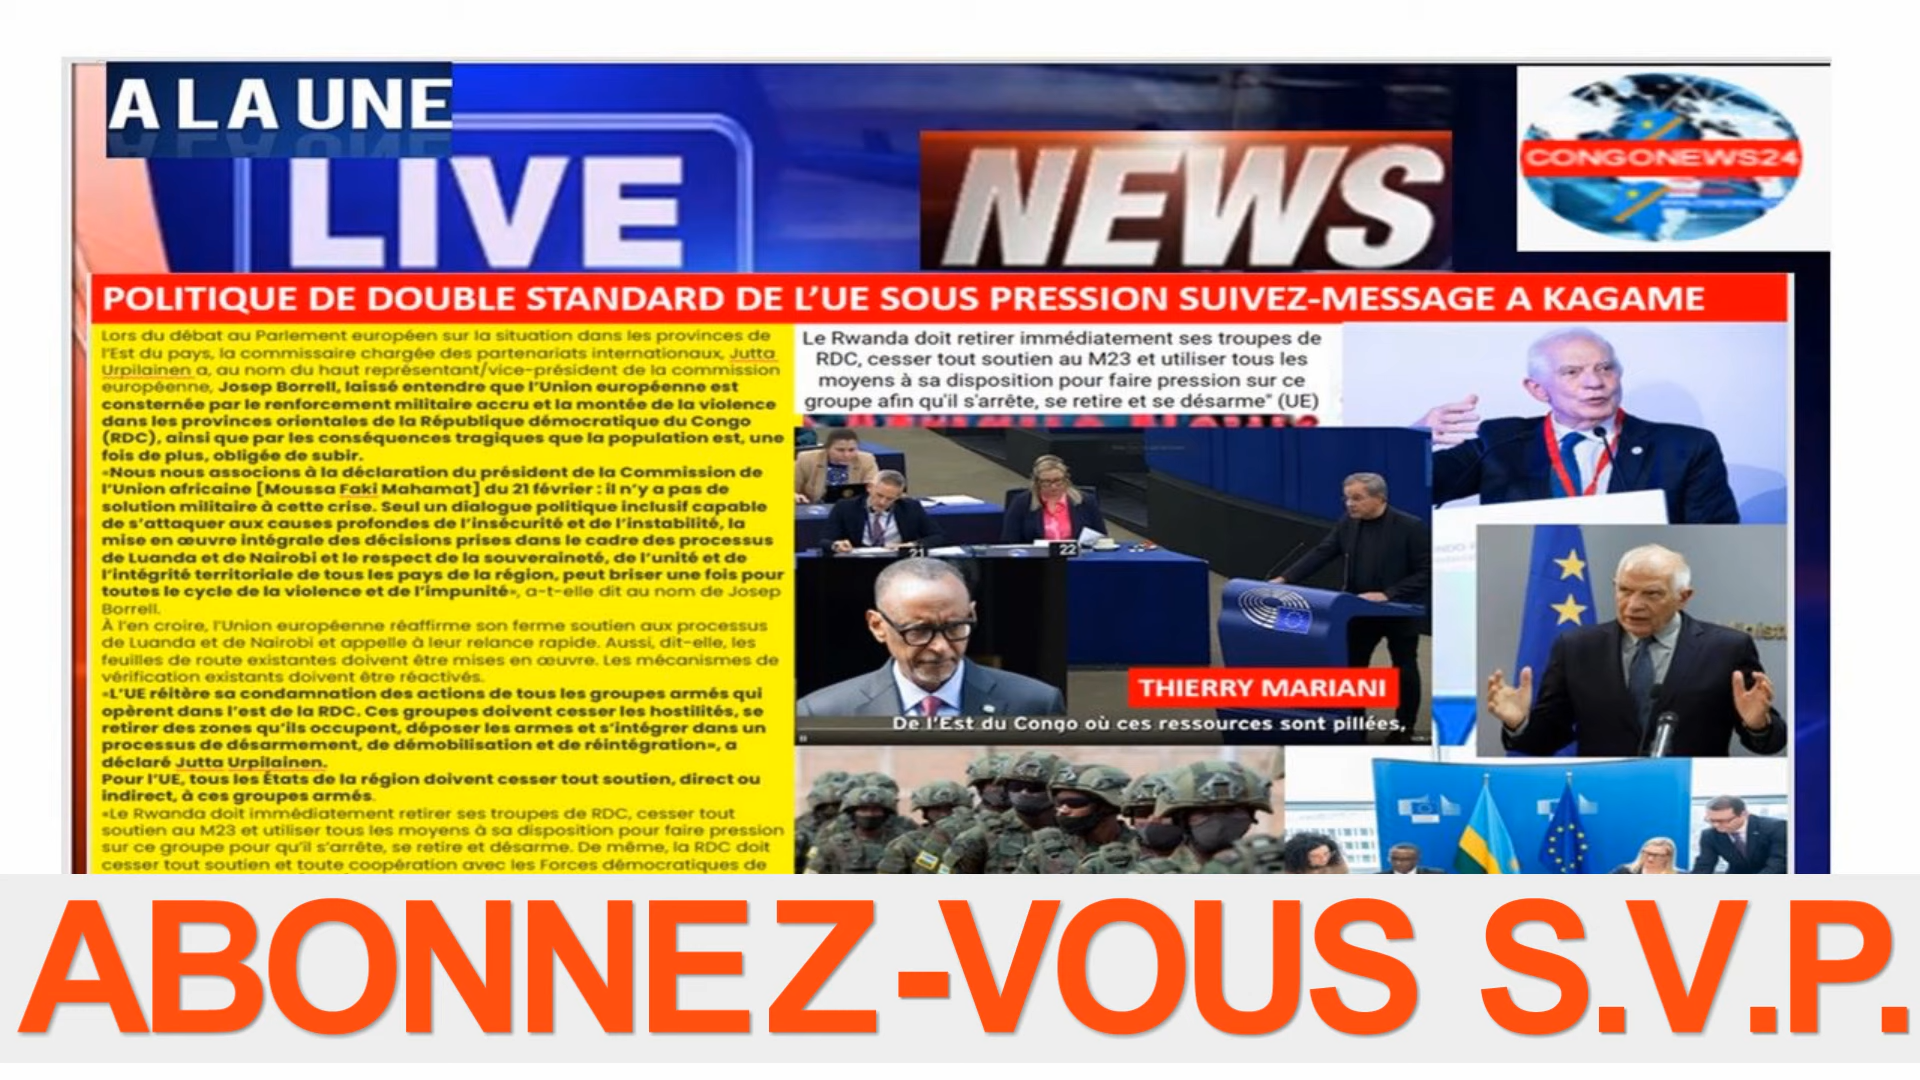 A LA UNE
LIVE
NEWS
CONGONEWS24
POLITIQUE DE DOUBLE STANDARD DE L'UE SOUS PRESSION SUIVEZ-MESSAGE A KAGAME
Lors du débat au Parlement européen sur la situation dans les provinces de
l'Est du pays, la commissaire chargée des partenariats internationaux, Jutta
Urpilainen a, au nom du haut représentant/vice-président de la commission
européenne, Josep Borrell, laissé entendre que l'Union européenne est
consternée par le renforcement militaire accru et la montée de la violence
dans les provinces orientales de la République démocratique du Congo
(RDC), ainsi que par les conséquences tragiques que la population est, une
fois de plus, obligée de subir.
«Nous nous associons à la déclaration du président de la Commission de
l'Union africaine [Moussa Faki Mahamat] du 21 février : il n'y a pas de
solution militaire à cette crise. Seul un dialogue politique inclusif capable
de s'attaquer aux causes profondes de l'insécurité et de l'instabilité, la
mise en œuvre intégrale des décisions prises dans le cadre des processus
de Luanda et de Nairobi et le respect de la souveraineté, de l'unité et de
l'intégrité territoriale de tous les pays de la région, peut briser une fois pour
toutes le cycle de la violence et de l'impunité», a-t-elle dit au nom de Josep
Borrell.
À l'en croire, l'Union européenne réaffirme son ferme soutien aux processus
de Luanda et de Nairobi et appelle à leur relance rapide. Aussi, dit-elle, les
feuilles de route existantes doivent être mises en œuvre. Les mécanismes de
vérification existants doivent être réactivés.
«L'UE réitère sa condamnation des actions de tous les groupes armés qui
opèrent dans l'est de la RDC. Ces groupes doivent cesser les hostilités, se
retirer des zones qu'ils occupent, déposer les armes et s'intégrer dans un
processus de désarmement, de démobilisation et de réintégration», a
déclaré Jutta Urpilainen.
Pour l'UE, tous les États de la région doivent cesser tout soutien, direct ou
indirect, à ces groupes armés.
«Le Rwanda doit immédiatement retirer ses troupes de RDC, cesser tout
soutien au M23 et utiliser tous les moyens à sa disposition pour faire pression
sur ce groupe pour qu'il s'arrête, se retire et désarme. De même, la RDC doit
cesser tout soutien et toute coopération avec les Forces démocratiques de
Le Rwanda doit retirer immédiatement ses troupes de
RDC, cesser tout soutien au M23 et utiliser tous les
moyens à sa disposition pour faire pression sur ce
groupe afin qu'il s'arrête, se retire et se désarme" (UE)
21
22
THIERRY MARIANI
De l'Est du Congo où ces ressources sont pillées,
ABONNEZ-VOUS S.V.P.